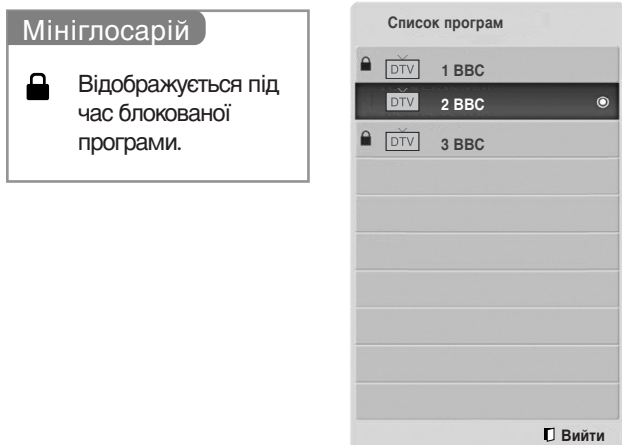 Мініглосарій
Відображується під
час блокованої
програми.
Список програм
DTV 1 BBC
DTV 2 BBC
DTV 3 BBC
Вийти